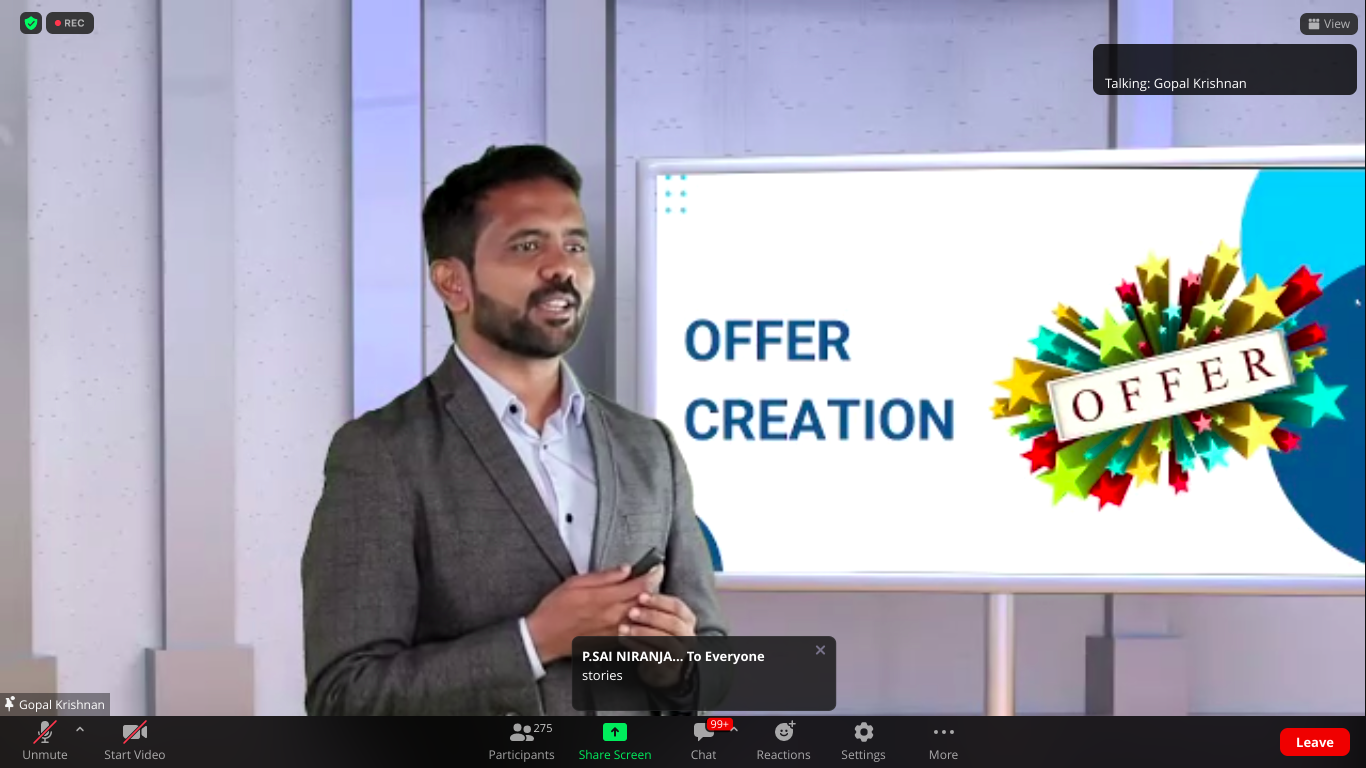 REC
View
Talking: Gopal Krishnan
OFFER
CREATION
OFFER
P.SAI NIRANJA... To Everyone
stories
Gopal Krishnan
Unmute
Start Video
275
Participants
Share Screen
99+
Chat
Reactions
Settings
More
Leave